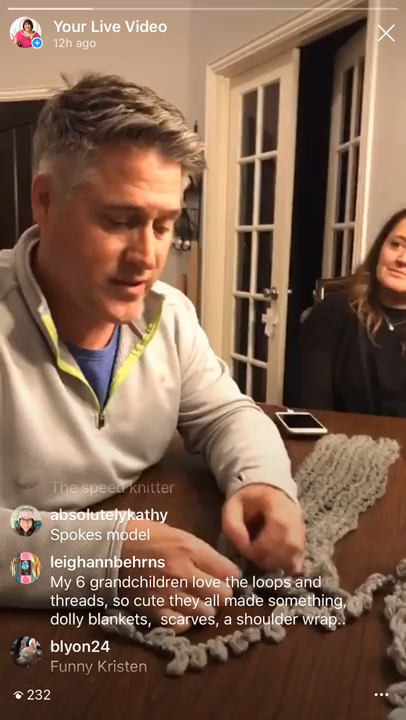 Your Live Video
12h ago
The speed knitter
absolutelykathy
Spokes model
leighannbehrns
My 6 grandchildren love the loops and
threads, so cute they all made something,
dolly blankets,  scarves, a shoulder wrap..
blyon24
Funny Kristen
232